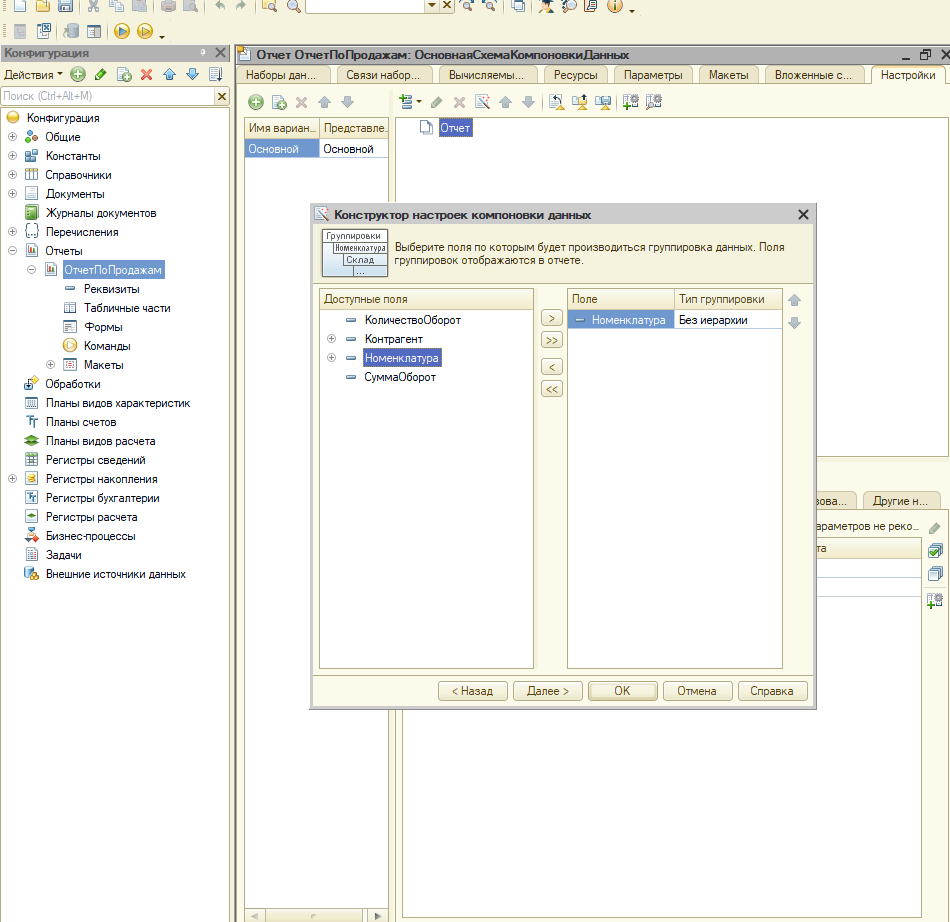 Конфигурация
Действия
Поиск (Ctrl+Alt+M)
Конфигурация
Общие
Константы
Справочники
Документы
Журналы документов
Перечисления
Отчеты
ОтчетПоПродажам
Реквизиты
Табличные части
Формы
Команды
Макеты
Обработки
Планы видов характеристик
Планы счетов
Планы видов расчета
Регистры сведений
Регистры накопления
Регистры бухгалтерии
Регистры расчета
Бизнес-процессы
Задачи
Внешние источники данных
Отчет ОтчетПоПродажам: ОсновнаяСхемаКомпоновкиДанных
Наборы дан... Связи набор... Вычисляемы... Ресурсы Параметры Макеты Вложенные с... Настройки
Имя вариан... Представле...
Основной Основной
Отчет
Конструктор настроек компоновки данных
Группировки
Номенклатура
Склад
...
Выберите поля по которым будет производиться группировка данных. Поля
группировок отображаются в отчете.
Доступные поля
КоличествоОборот
Контрагент
Номенклатура
СуммаОборот
>
>>
<
<<
Поле Тип группировки
Номенклатура Без иерархии
< Назад Далее > OK Отмена Справка
зова... Другие н...
араметров не реко...
та